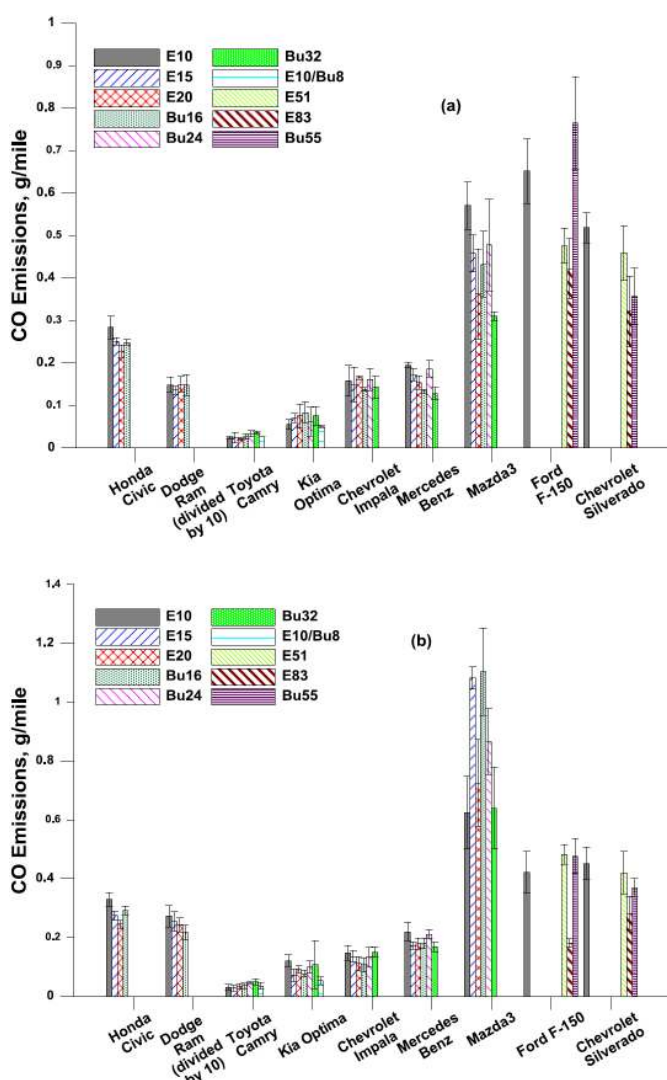 1
0.9
0.8
0.7
0.6
0.5
0.4
0.3
0.2
0.1
0
CO Emissions, g/mile
E10
E15
E20
Bu16
Bu24
Bu32
E10/Bu8
E51
E83
Bu55
(a)
Honda
Civic
Dodge
Ram
(divided
by 10)
Toyota
Camry
Kia
Optima
Chevrolet
Impala
Mercedes
Benz
Mazda3
Ford
F-150
Chevrolet
Silverado
1.4
1.2
1
0.8
0.6
0.4
0.2
0
CO Emissions, g/mile
E10
E15
E20
Bu16
Bu24
Bu32
E10/Bu8
E51
E83
Bu55
(b)
Honda
Civic
Dodge
Ram
(divided
by 10)
Toyota
Camry
Kia Optima
Chevrolet
Impala
Mercedes
Benz
Mazda3
Ford F-150
Chevrolet
Silverado